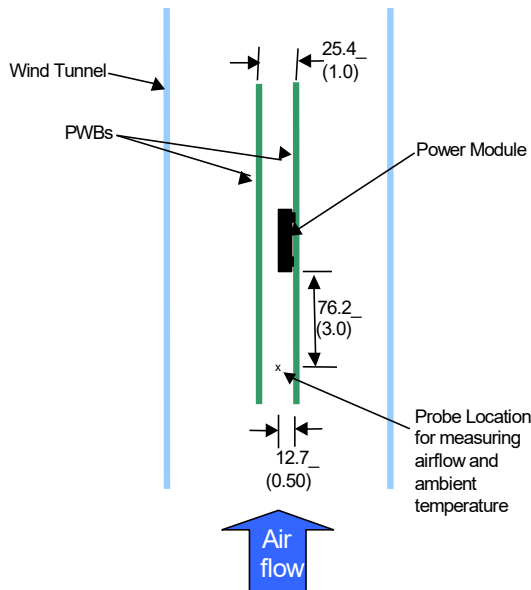 25.4_
(1.0)
Wind Tunnel
PWBs
Power Module
76.2_
(3.0)
x
Probe Location
for measuring
airflow and
ambient
temperature
12.7_
(0.50)
Air
flow